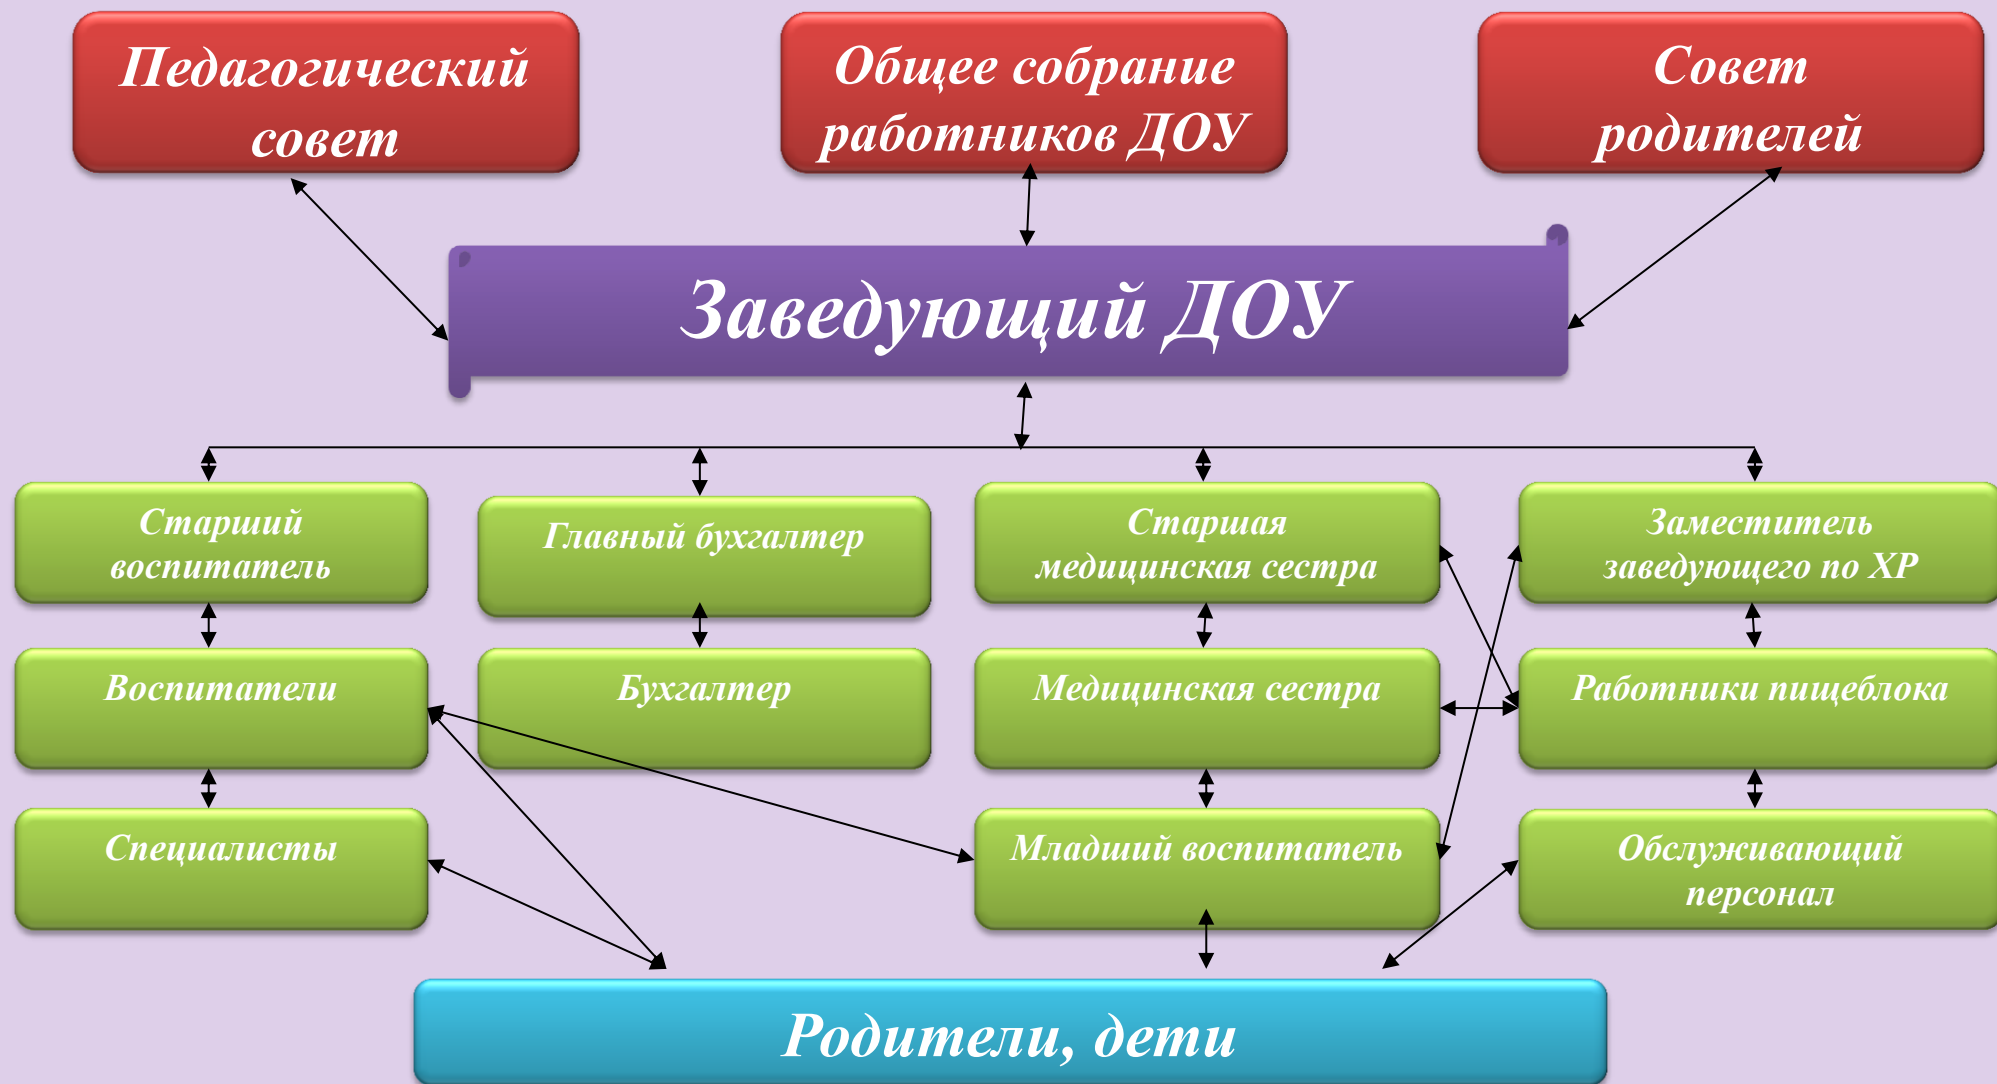 Педагогический
совет
Общее собрание
работников ДОУ
Совет
родителей
Заведующий ДОУ
Старший
воспитатель
Главный бухгалтер
Старшая
медицинская сестра
Заместитель
заведующего по ХР
Воспитатели
Бухгалтер
Медицинская сестра
Работники пищеблока
Специалисты
Младший воспитатель
Обслуживающий
персонал
Родители, дети